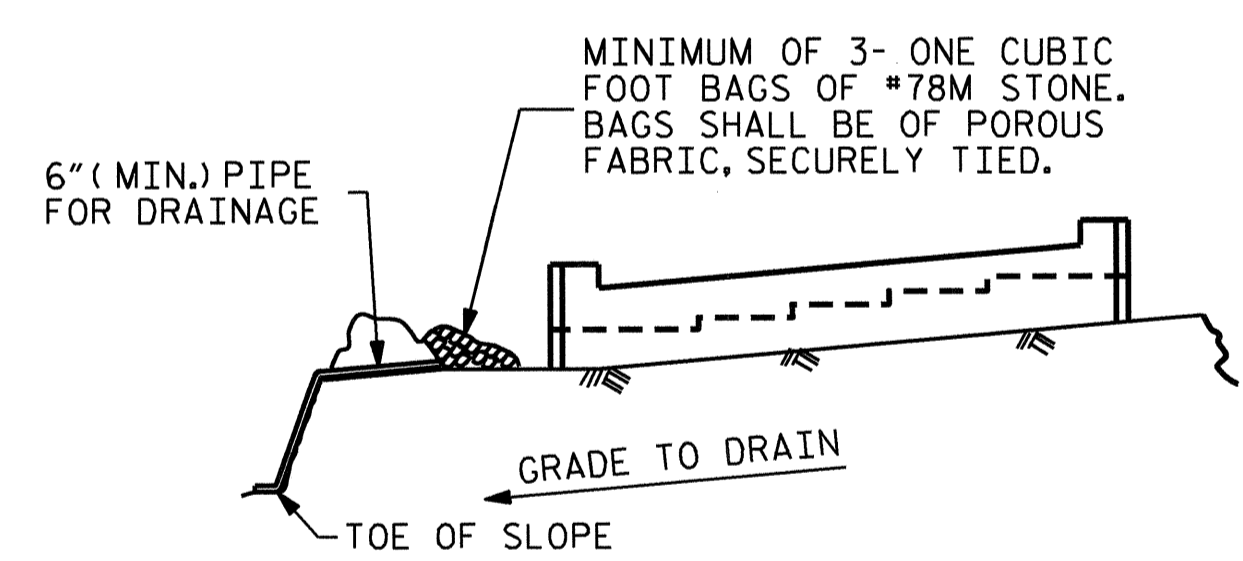 MINIMUM OF 3- ONE CUBIC
FOOT BAGS OF #78M STONE.
BAGS SHALL BE OF POROUS
FABRIC, SECURELY TIED.
6"(MIN.) PIPE
FOR DRAINAGE
GRADE TO DRAIN
TOE OF SLOPE